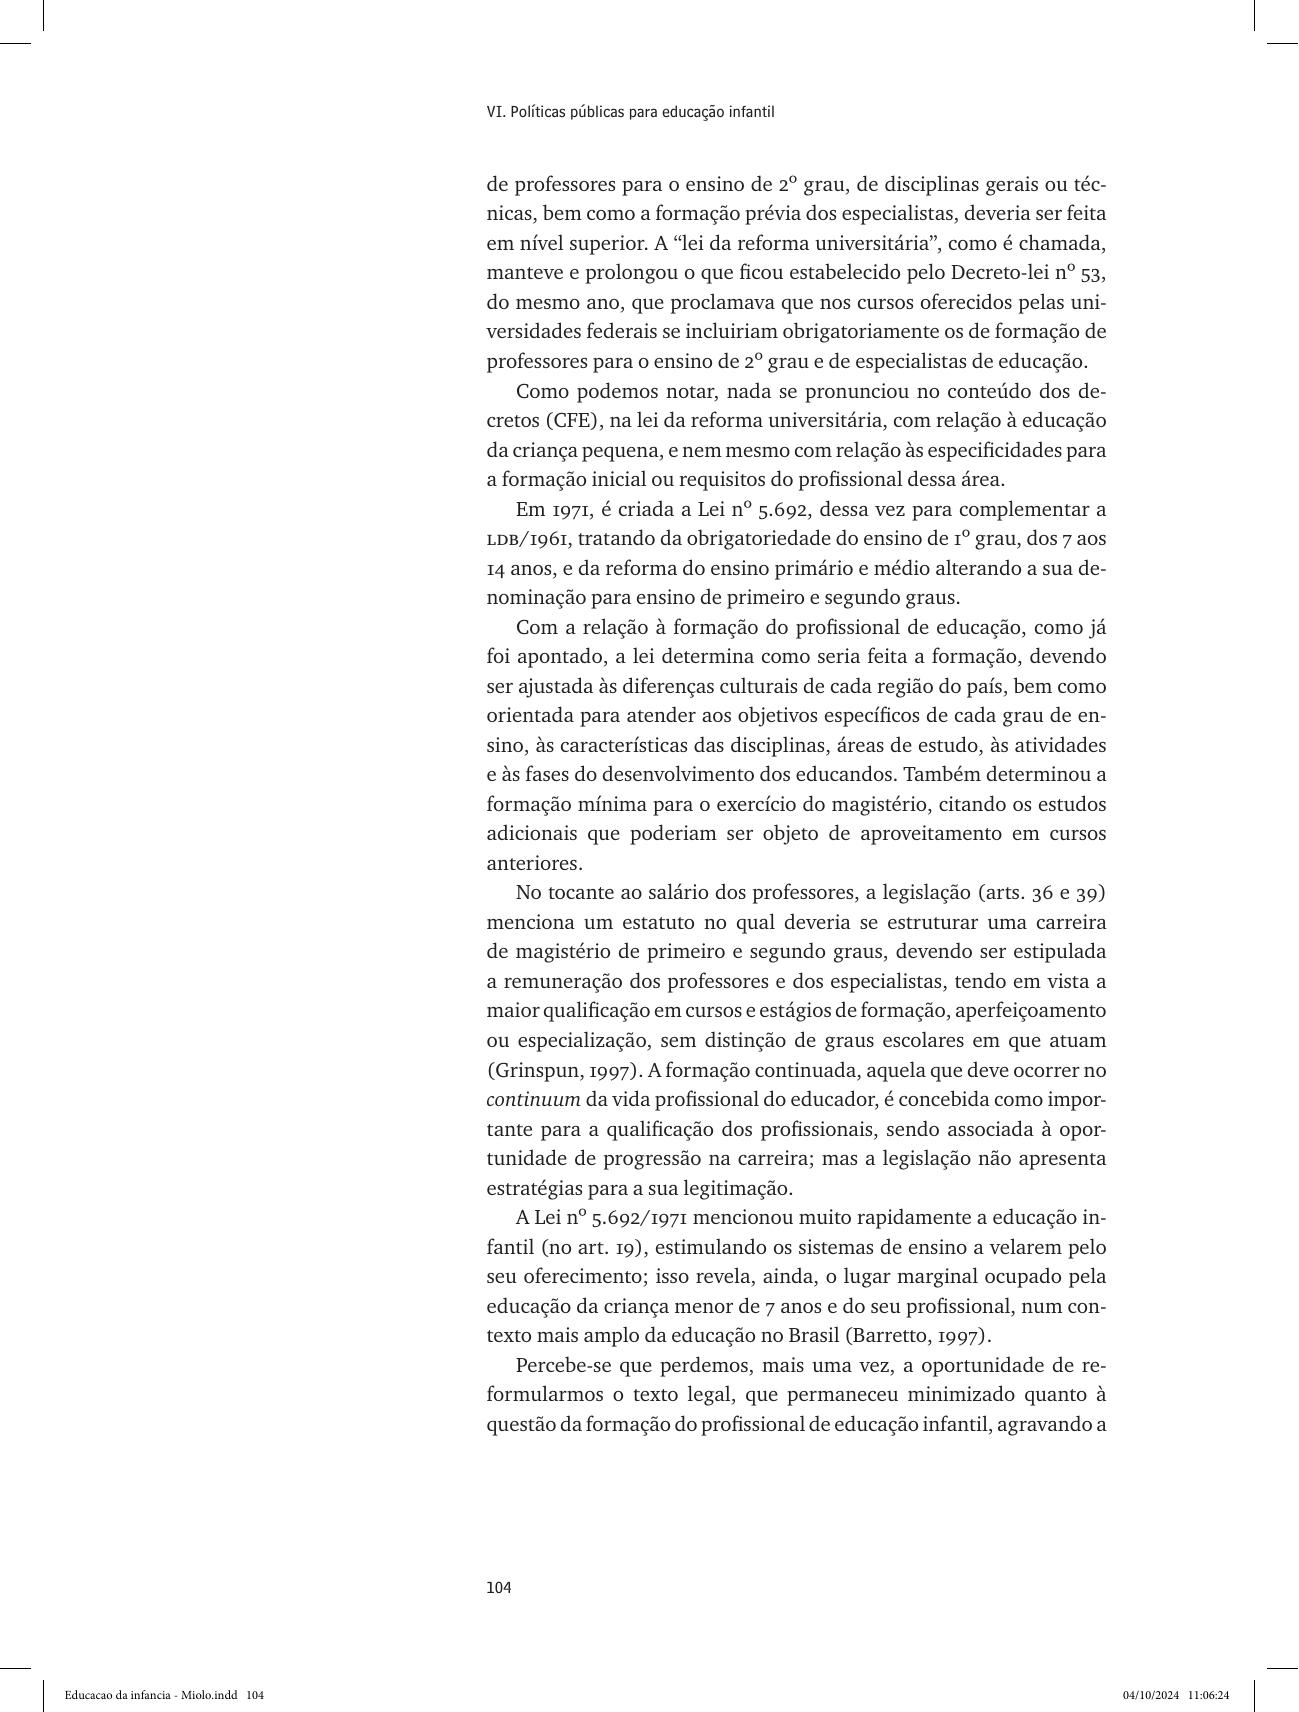 VI. Políticas públicas para educação infantil
de professores para o ensino de 2º grau, de disciplinas gerais ou téc-
nicas, bem como a formação prévia dos especialistas, deveria ser feita
em nível superior. A “lei da reforma universitária”, como é chamada,
manteve e prolongou o que ficou estabelecido pelo Decreto-lei nº 53,
do mesmo ano, que proclamava que nos cursos oferecidos pelas uni-
versidades federais se incluiriam obrigatoriamente os de formação de
professores para o ensino de 2º grau e de especialistas de educação.
Como podemos notar, nada se pronunciou no conteúdo dos de-
cretos (CFE), na lei da reforma universitária, com relação à educação
da criança pequena, e nem mesmo com relação às especificidades para
a formação inicial ou requisitos do profissional dessa área.
Em 1971, é criada a Lei nº 5.692, dessa vez para complementar a
LDB/1961, tratando da obrigatoriedade do ensino de 1º grau, dos 7 aos
14 anos, e da reforma do ensino primário e médio alterando a sua de-
nominação para ensino de primeiro e segundo graus.
Com a relação à formação do profissional de educação, como já
foi apontado, a lei determina como seria feita a formação, devendo
ser ajustada às diferenças culturais de cada região do país, bem como
orientada para atender aos objetivos específicos de cada grau de en-
sino, às características das disciplinas, áreas de estudo, às atividades
e às fases do desenvolvimento dos educandos. Também determinou a
formação mínima para o exercício do magistério, citando os estudos
adicionais que poderiam ser objeto de aproveitamento em cursos
anteriores.
No tocante ao salário dos professores, a legislação (arts. 36 e 39)
menciona um estatuto no qual deveria se estruturar uma carreira
de magistério de primeiro e segundo graus, devendo ser estipulada
a remuneração dos professores e dos especialistas, tendo em vista a
maior qualificação em cursos e estágios de formação, aperfeiçoamento
ou especialização, sem distinção de graus escolares em que atuam
(Grinspun, 1997). A formação continuada, aquela que deve ocorrer no
continuum da vida profissional do educador, é concebida como impor-
tante para a qualificação dos profissionais, sendo associada à opor-
tunidade de progressão na carreira; mas a legislação não apresenta
estratégias para a sua legitimação.
A Lei nº 5.692/1971 mencionou muito rapidamente a educação in-
fantil (no art. 19), estimulando os sistemas de ensino a velarem pelo
seu oferecimento; isso revela, ainda, o lugar marginal ocupado pela
educação da criança menor de 7 anos e do seu profissional, num con-
texto mais amplo da educação no Brasil (Barretto, 1997).
Percebe-se que perdemos, mais uma vez, a oportunidade de re-
formularmos o texto legal, que permaneceu minimizado quanto à
questão da formação do profissional de educação infantil, agravando a
104
Educacao da infancia - Miolo.indd 104
04/10/2024 11:06:24